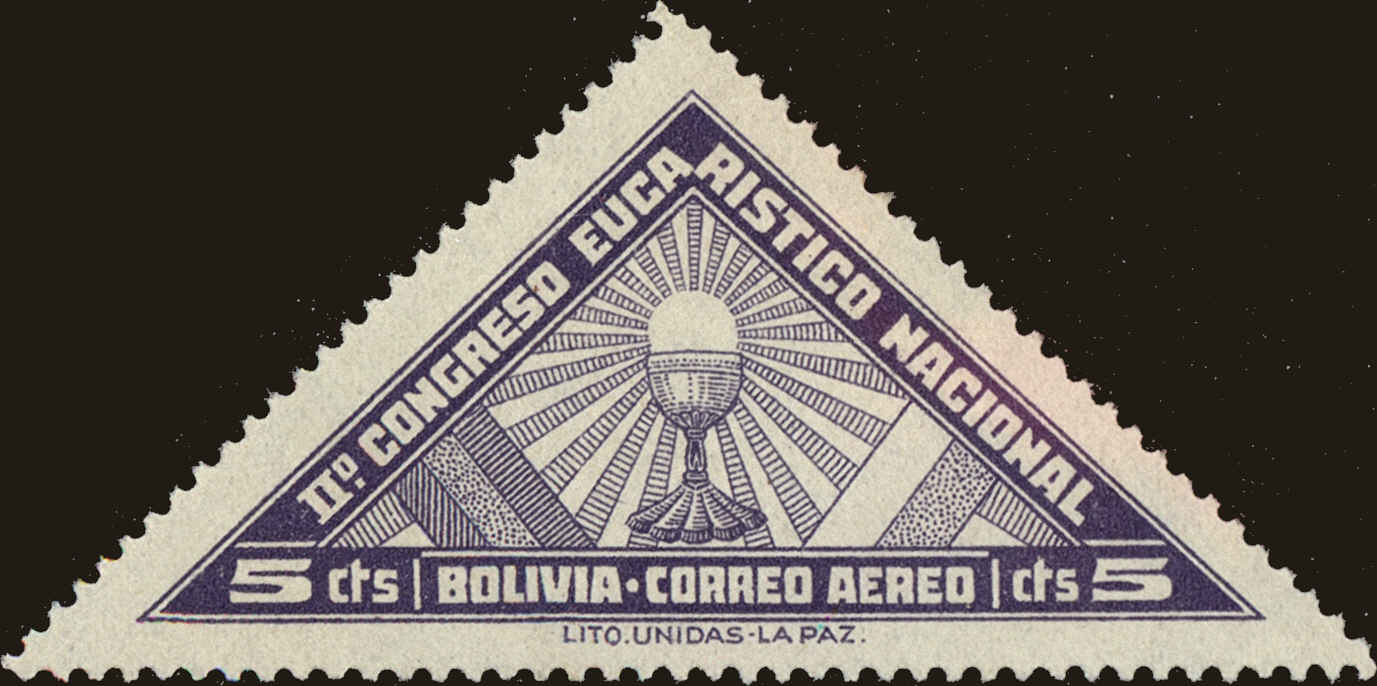 IIº CONGRESO EUCARISTICO NACIONAL
5 cts | BOLIVIA·CORREO AEREO | cts 5
LITO.UNIDAS-LA PAZ.